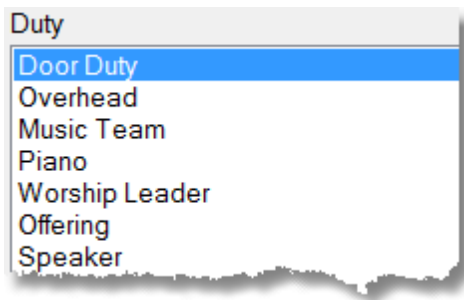 Duty
Door Duty
Overhead
Music Team
Piano
Worship Leader
Offering
Speaker